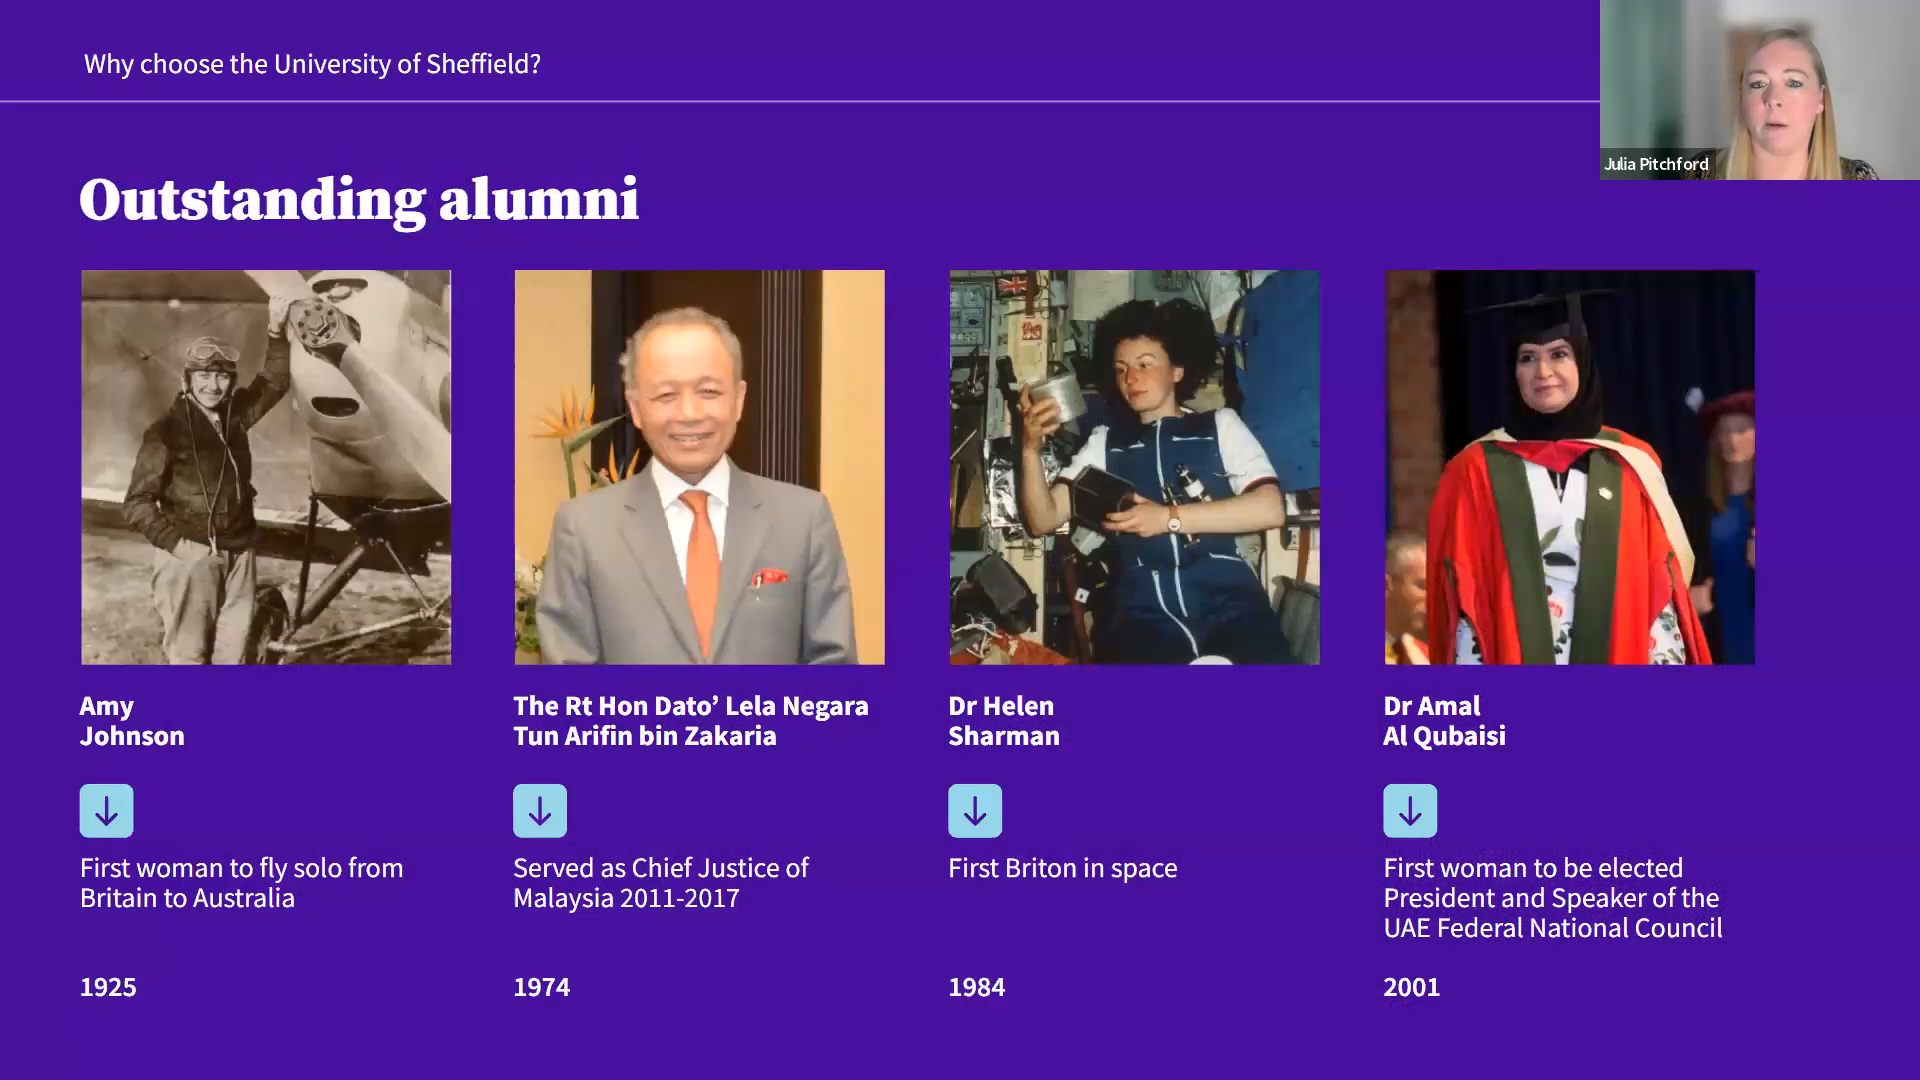 Why choose the University of Sheffield?
Julia Pitchford
Outstanding alumni
Amy
Johnson
First woman to fly solo from
Britain to Australia
1925
The Rt Hon Dato’ Lela Negara
Tun Arifin bin Zakaria
Served as Chief Justice of
Malaysia 2011-2017
1974
Dr Helen
Sharman
First Briton in space
1984
Dr Amal
Al Qubaisi
First woman to be elected
President and Speaker of the
UAE Federal National Council
2001